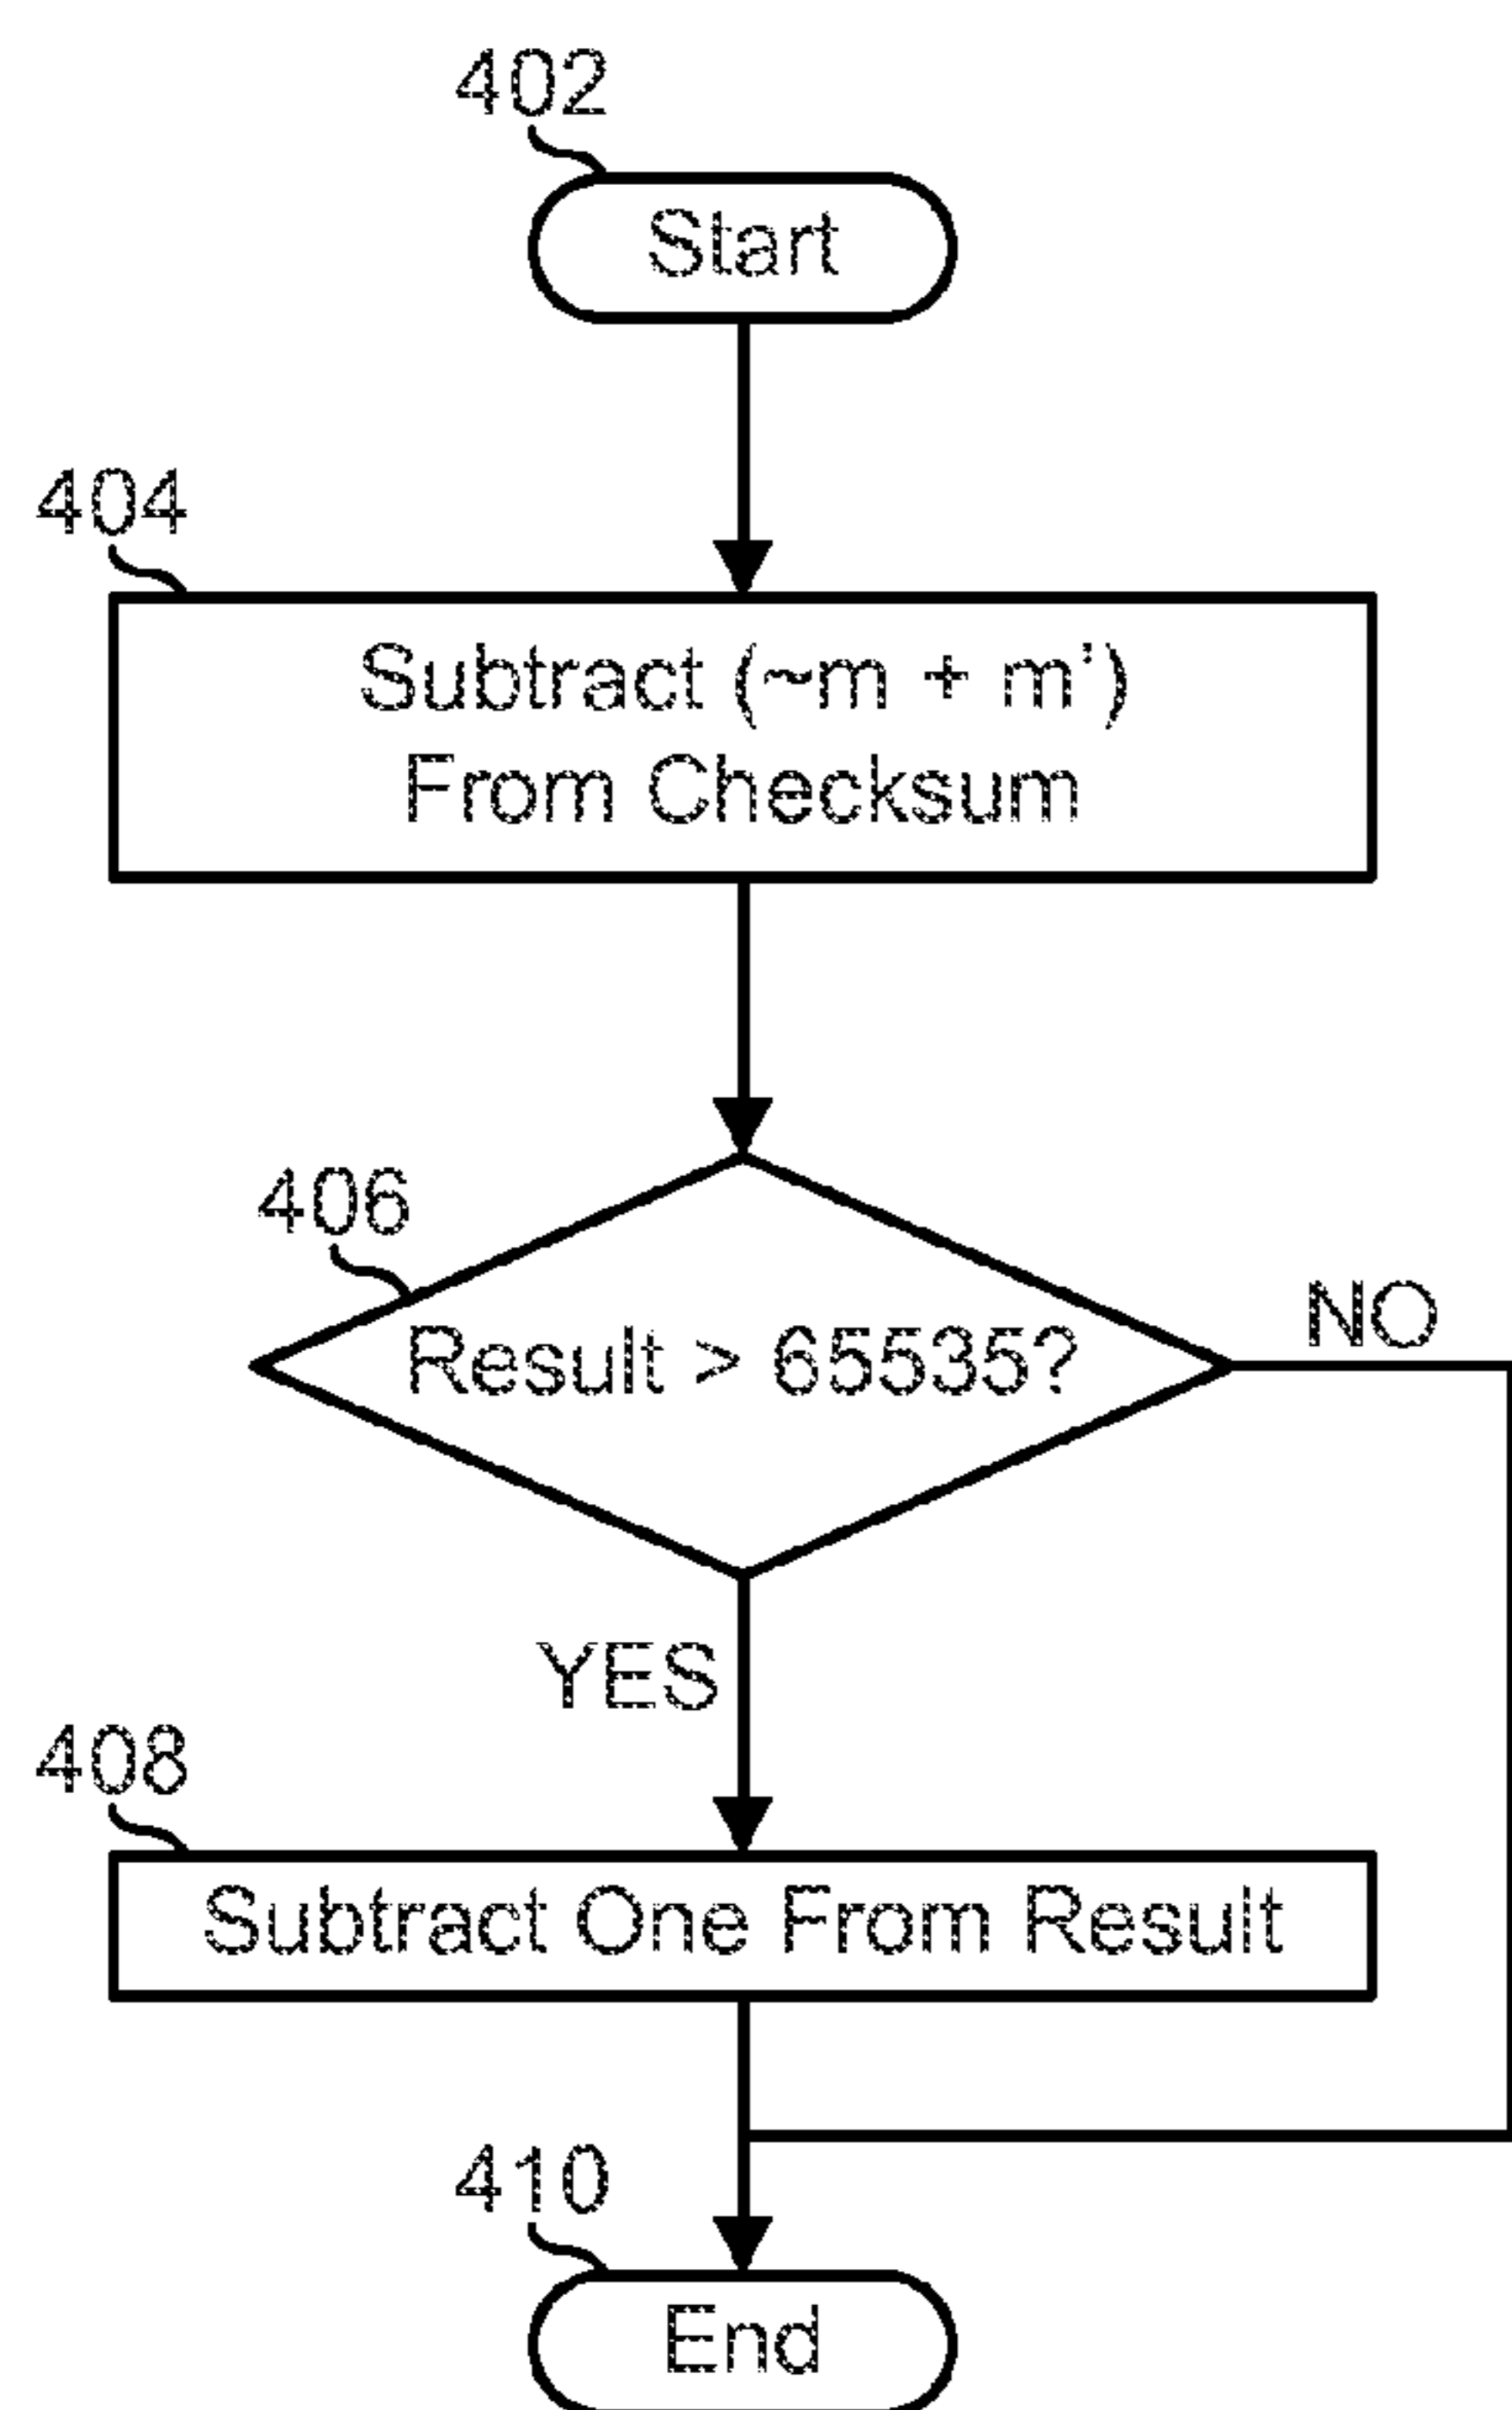 402
Start
404
Subtract (~m + m’)
From Checksum
406
Result > 65535?
NO
YES
408
Subtract One From Result
410
End